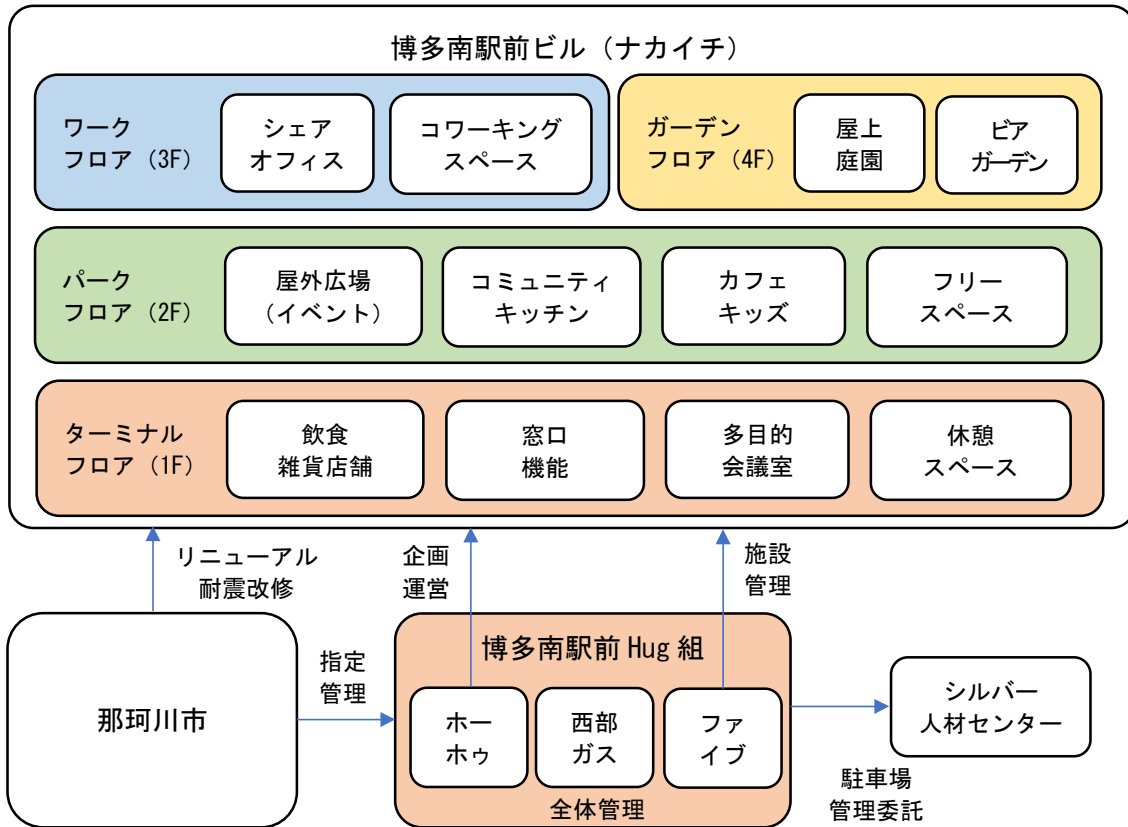 博多南駅前ビル（ナカイチ）
ワーク
フロア（3F）
シェア
オフィス
コワーキング
スペース
ガーデン
フロア（4F）
屋上
庭園
ビア
ガーデン
パーク
フロア（2F）
屋外広場
（イベント）
コミュニティ
キッチン
カフェ
キッズ
フリー
スペース
ターミナル
フロア（1F）
飲食
雑貨店舗
窓口
機能
多目的
会議室
休憩
スペース
リニューアル
耐震改修
企画
運営
施設
管理
那珂川市
指定
管理
博多南駅前 Hug 組
ホー
ホゥ
西部
ガス
ファ
イブ
全体管理
シルバー
人材センター
駐車場
管理委託